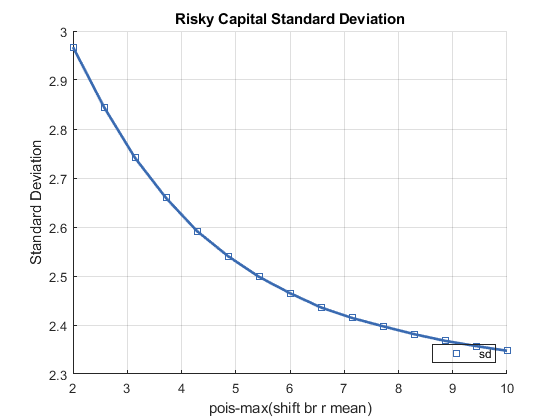 Risky Capital Standard Deviation
3
2.9
2.8
2.7
2.6
2.5
2.4
2.3
Standard Deviation
sd
2 3 4 5 6 7 8 9 10
pois-max(shift br r mean)